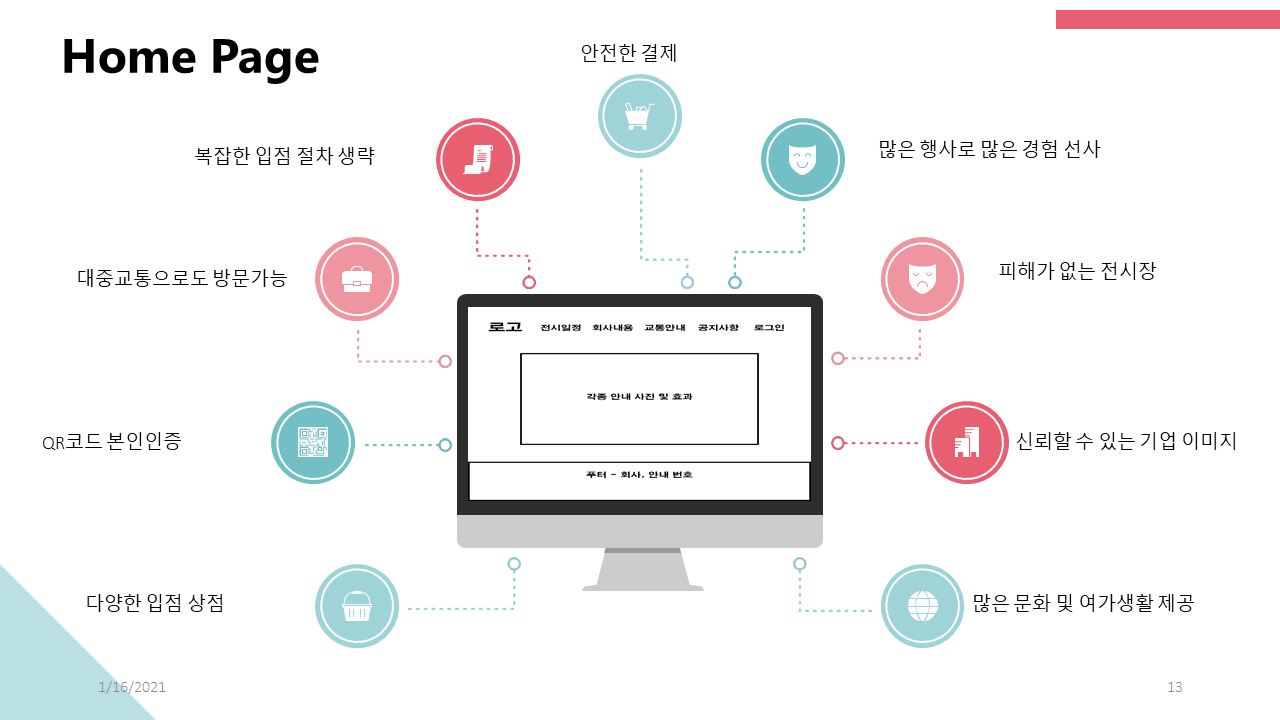 Home Page
안전한 결제
복잡한 입점 절차 생략
많은 행사로 많은 경험 선사
대중교통으로도 방문가능
피해가 없는 전시장
로고 전시일정 회사내용 교통안내 공지사항 로그인
각종 안내 사진 및 효과
QR코드 본인인증
신뢰할 수 있는 기업 이미지
푸터 - 회사, 안내 번호
다양한 입점 상점
많은 문화 및 여가생활 제공
1/16/2021
13